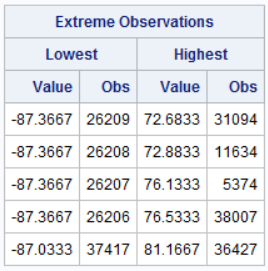 Extreme Observations
Lowest Highest
Value Obs Value Obs
-87.3667 26209 72.6833 31094
-87.3667 26208 72.8833 11634
-87.3667 26207 76.1333 5374
-87.3667 26206 76.5333 38007
-87.0333 37417 81.1667 36427